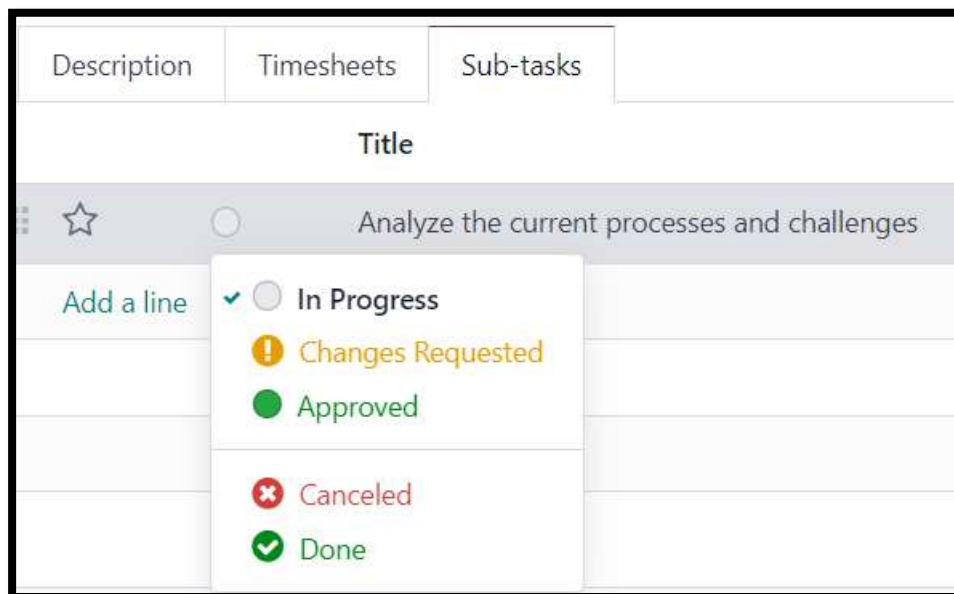 Description Timesheets Sub-tasks
Title
Analyze the current processes and challenges
Add a line
In Progress
Changes Requested
Approved
Canceled
Done